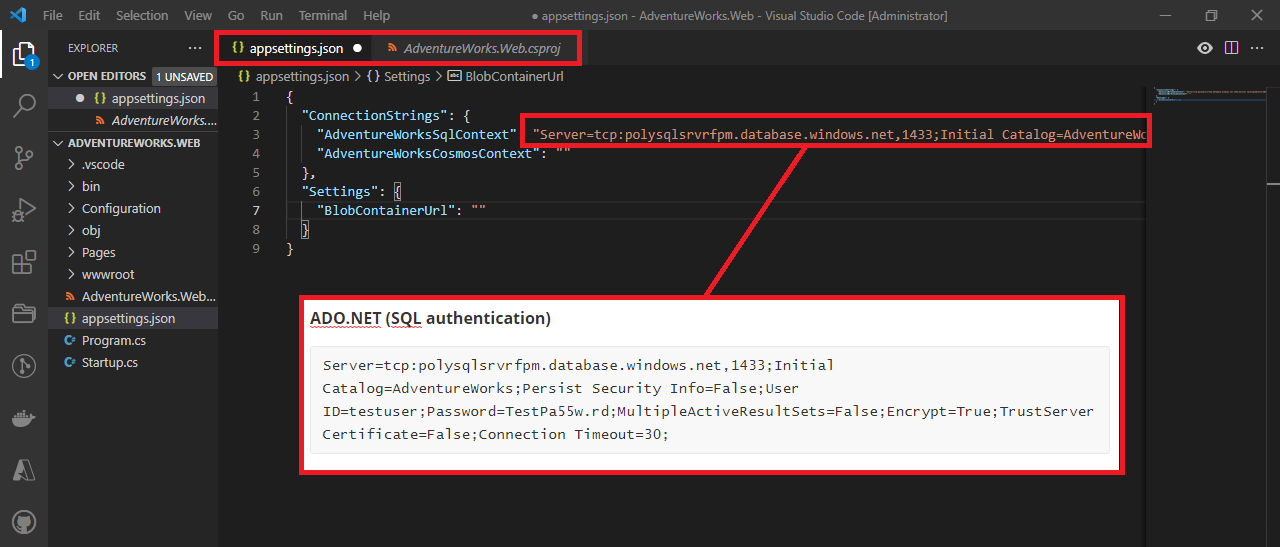 File Edit View Go Run Terminal Help
● appsettings.json - AdventureWorks.Web - Visual Studio Code [Administrator]
EXPLORER ···
{} appsettings.json ●
AdventureWorks.Web.csproj
OPEN EDITORS 1 UNSAVED
● {} appsettings.json
AdventureWorks....
ADVENTUREWORKS.WEB
.vscode
bin
Configuration
obj
Pages
wwwroot
AdventureWorks.Web...
{} appsettings.json
C# Program.cs
C# Startup.cs
1
{} appsettings.json > {} Settings > abc BlobContainerUrl
1 {
2 "ConnectionStrings": {
3 "AdventureWorksSqlContext" "Server=tcp:polysqlsrvrfpm.database.windows.net,1433;Initial Catalog=AdventureWo
4 "AdventureWorksCosmosContext": ""
5 },
6 "Settings": {
7 "BlobContainerUrl": ""
8 }
9 }
ADO.NET (SQL authentication)
Server=tcp:polysqlsrvrfpm.database.windows.net,1433;Initial
Catalog=AdventureWorks;Persist Security Info=False;User
ID=testuser;Password=TestPa55w.rd;MultipleActiveResultSets=False;Encrypt=True;TrustServer
Certificate=False;Connection Timeout=30;